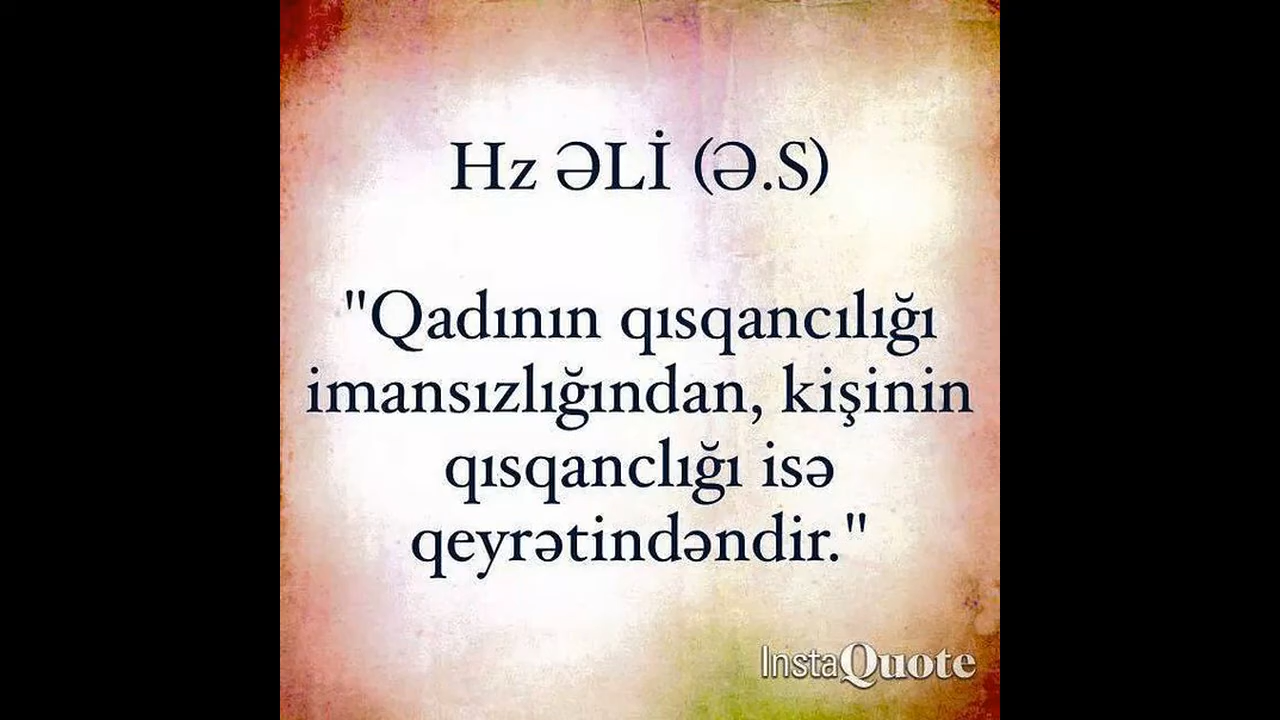 Hz ƏLİ (Ə.S)
"Qadının qısqancılığı
imansızlığından, kişinin
qısqanclığı isə
qeyrətindəndir."
InstaQuote